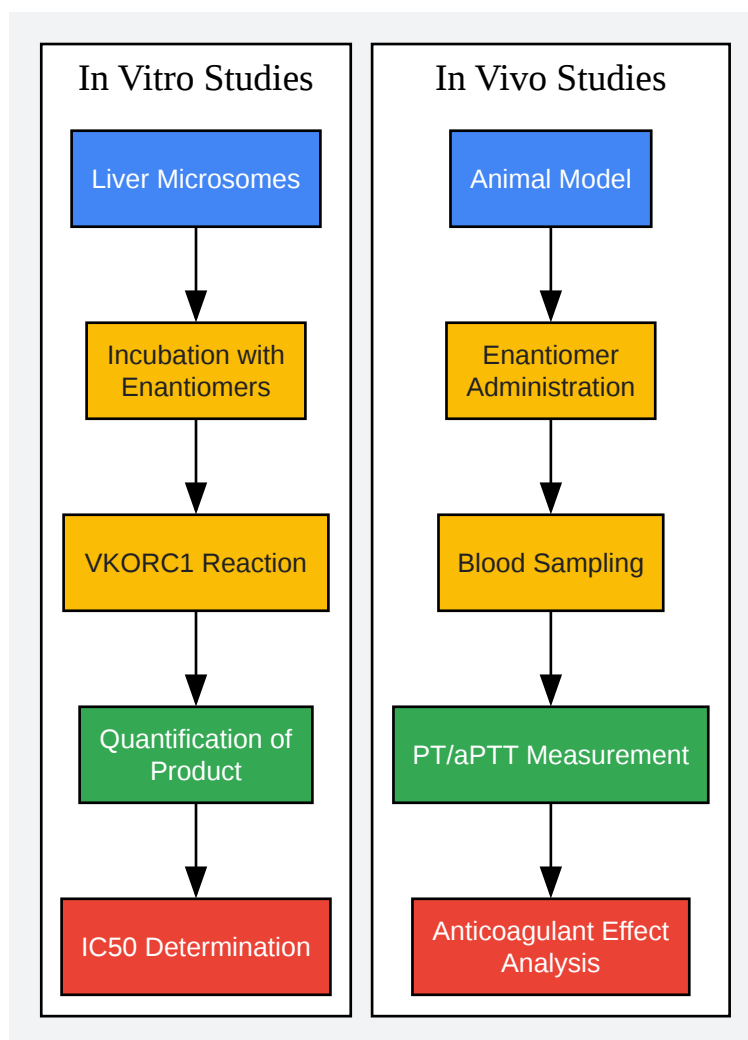 In Vitro Studies
Liver Microsomes
Incubation with
Enantiomers
VKORC1 Reaction
Quantification of
Product
IC50 Determination
In Vivo Studies
Animal Model
Enantiomer
Administration
Blood Sampling
PT/aPTT Measurement
Anticoagulant Effect
Analysis